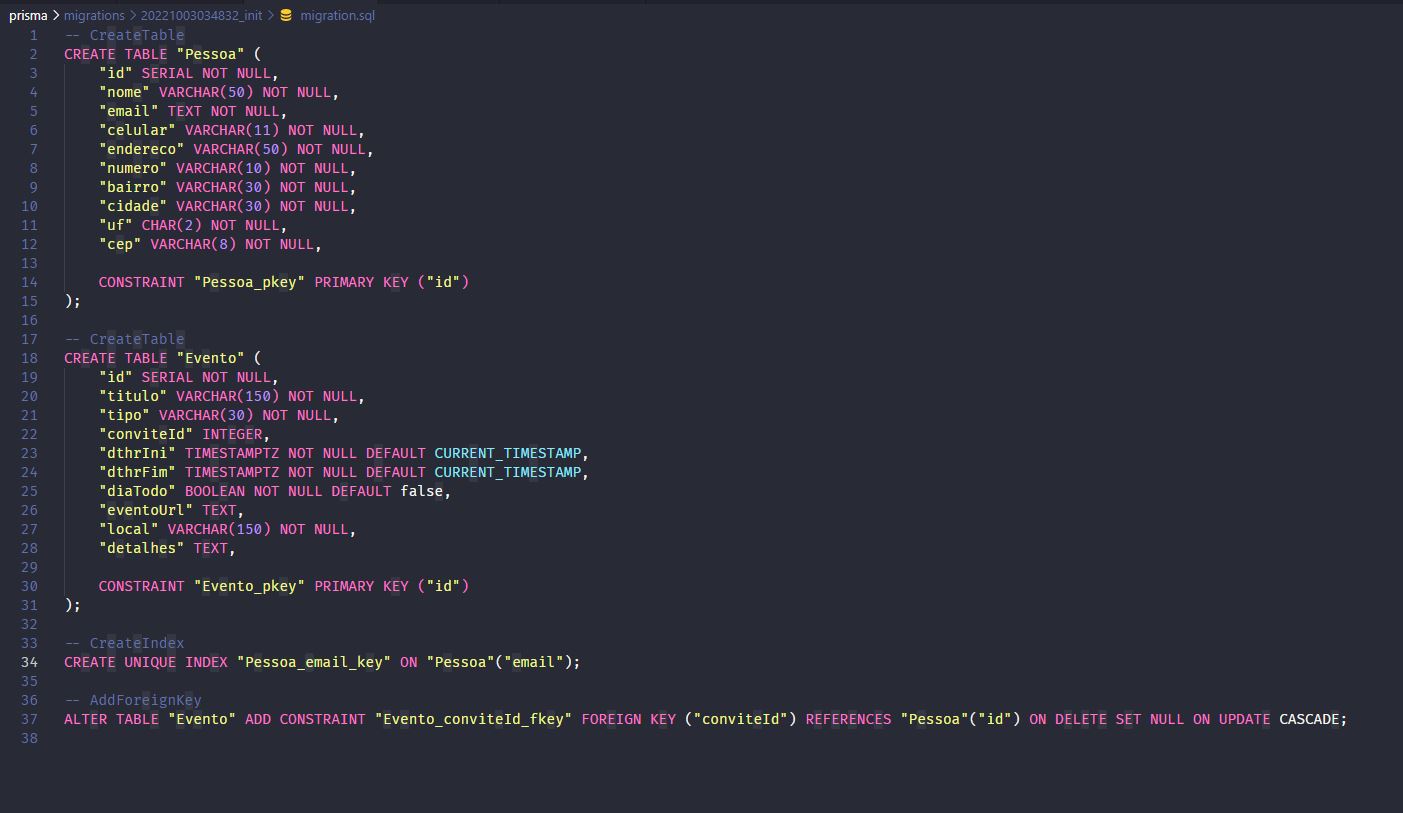 prisma > migrations > 20221003034832_init > migration.sql
1 -- CreateTable
2 CREATE TABLE "Pessoa" (
3     "id" SERIAL NOT NULL,
4     "nome" VARCHAR(50) NOT NULL,
5     "email" TEXT NOT NULL,
6     "celular" VARCHAR(11) NOT NULL,
7     "endereco" VARCHAR(50) NOT NULL,
8     "numero" VARCHAR(10) NOT NULL,
9     "bairro" VARCHAR(30) NOT NULL,
10     "cidade" VARCHAR(30) NOT NULL,
11     "uf" CHAR(2) NOT NULL,
12     "cep" VARCHAR(8) NOT NULL,
13
14     CONSTRAINT "Pessoa_pkey" PRIMARY KEY ("id")
15 );
16
17 -- CreateTable
18 CREATE TABLE "Evento" (
19     "id" SERIAL NOT NULL,
20     "titulo" VARCHAR(150) NOT NULL,
21     "tipo" VARCHAR(30) NOT NULL,
22     "conviteId" INTEGER,
23     "dthrIni" TIMESTAMPTZ NOT NULL DEFAULT CURRENT_TIMESTAMP,
24     "dthrFim" TIMESTAMPTZ NOT NULL DEFAULT CURRENT_TIMESTAMP,
25     "diaTodo" BOOLEAN NOT NULL DEFAULT false,
26     "eventoUrl" TEXT,
27     "local" VARCHAR(150) NOT NULL,
28     "detalhes" TEXT,
29
30     CONSTRAINT "Evento_pkey" PRIMARY KEY ("id")
31 );
32
33 -- CreateIndex
34 CREATE UNIQUE INDEX "Pessoa_email_key" ON "Pessoa"("email");
35
36 -- AddForeignKey
37 ALTER TABLE "Evento" ADD CONSTRAINT "Evento_conviteId_fkey" FOREIGN KEY ("conviteId") REFERENCES "Pessoa"("id") ON DELETE SET NULL ON UPDATE CASCADE;
38